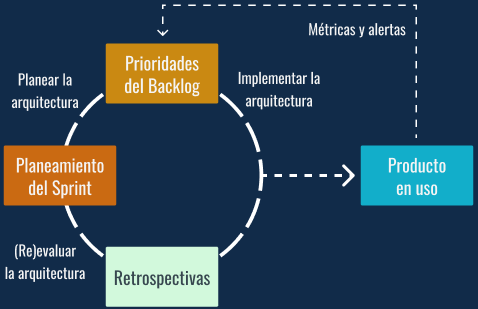 Métricas y alertas
Prioridades
del Backlog
Planear la
arquitectura
Implementar la
arquitectura
Planeamiento
del Sprint
Producto
en uso
(Re)evaluar
la arquitectura
Retrospectivas